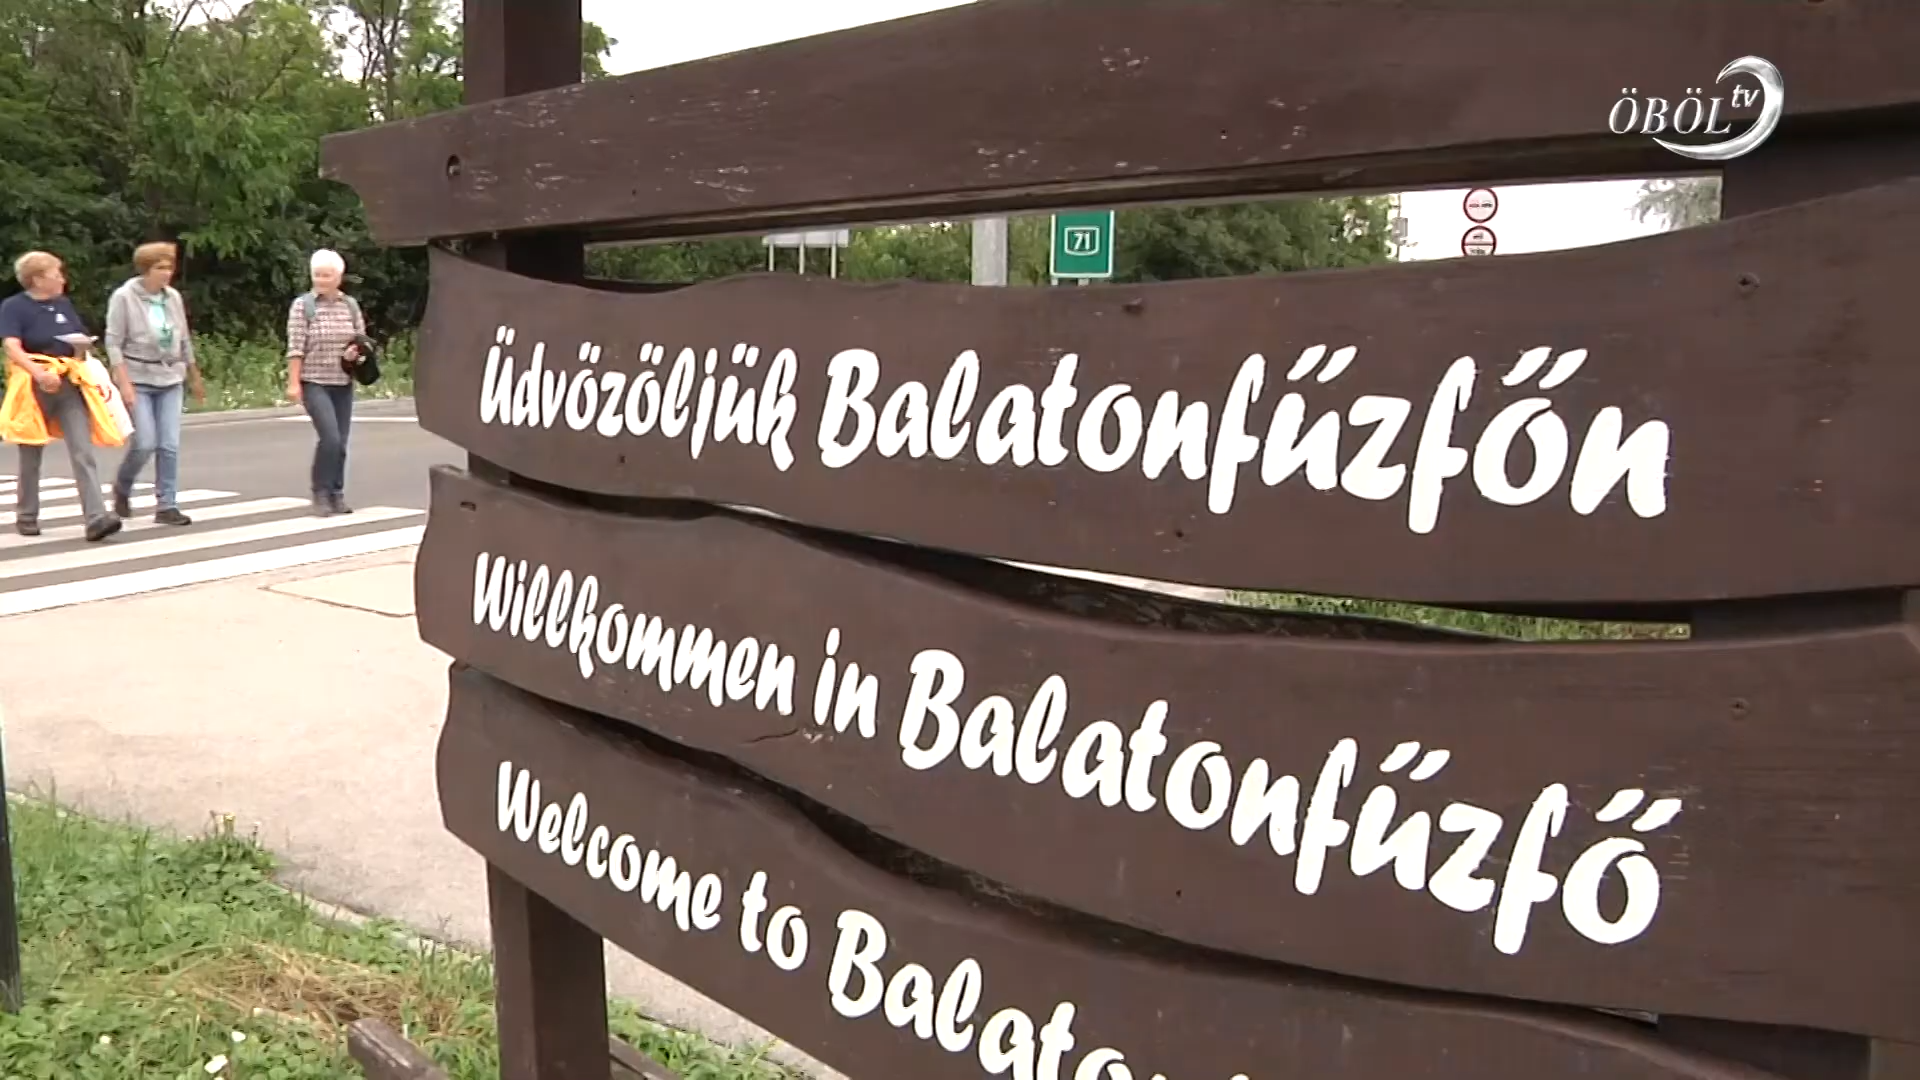 ÖBÖL tv
71
Üdvözöljük Balatonfűzfőn
Willkommen in Balatonfűzfő
Welcome to